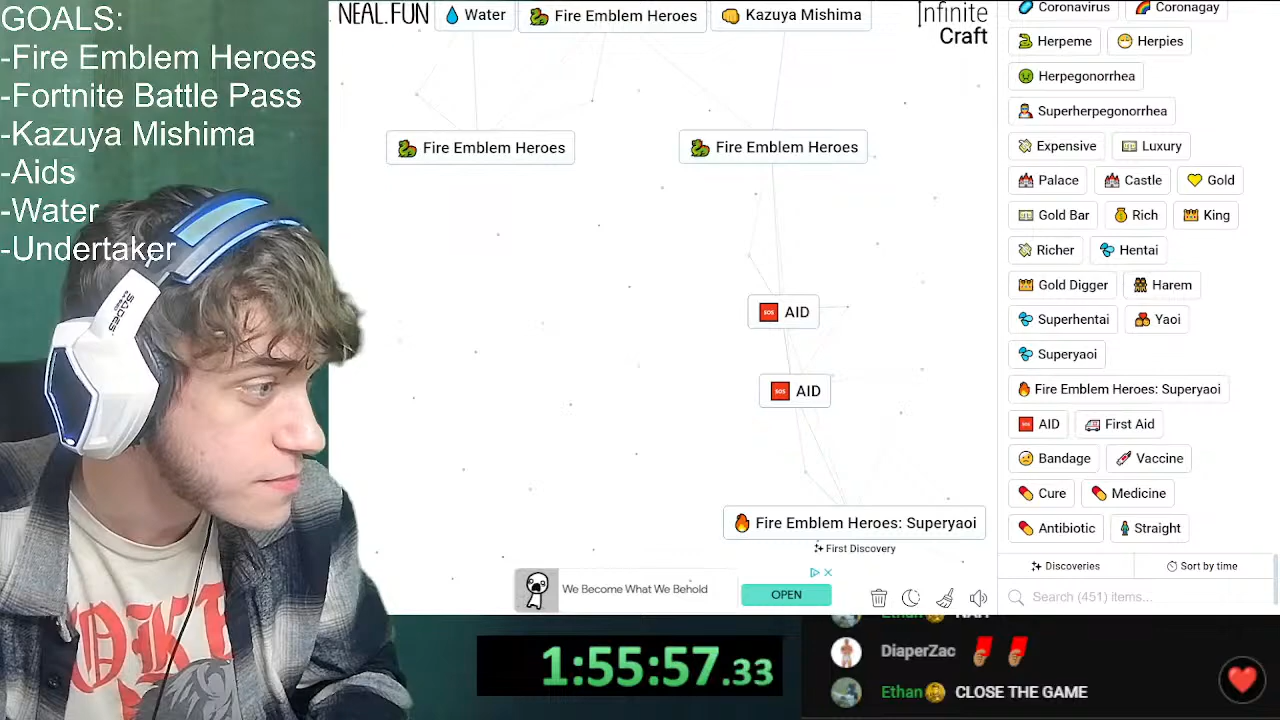 GOALS:
-Fire Emblem Heroes
-Fortnite Battle Pass
-Kazuya Mishima
-Aids
-Water
-Undertaker
SADES
NEAL.FUN
Water
Fire Emblem Heroes
Kazuya Mishima
Infinite
Craft
Fire Emblem Heroes
Fire Emblem Heroes
SOS AID
SOS AID
Fire Emblem Heroes: Superyaoi
First Discovery
We Become What We Behold
OPEN
Coronavirus
Coronagay
Herpeme
Herpies
Herpegonorrhea
Superherpegonorrhea
Expensive
Luxury
Palace
Castle
Gold
Gold Bar
Rich
King
Richer
Hentai
Gold Digger
Harem
Superhentai
Yaoi
Superyaoi
Fire Emblem Heroes: Superyaoi
SOS AID
First Aid
Bandage
Vaccine
Cure
Medicine
Antibiotic
Straight
Discoveries
Sort by time
Search (451) items...
1:55:57.33
Ethan NAH
DiaperZac
Ethan CLOSE THE GAME